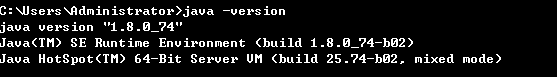 C:\Users\Administrator>java -version
java version "1.8.0_74"
Java(TM) SE Runtime Environment (build 1.8.0_74-b02)
Java HotSpot(TM) 64-Bit Server VM (build 25.74-b02, mixed mode)